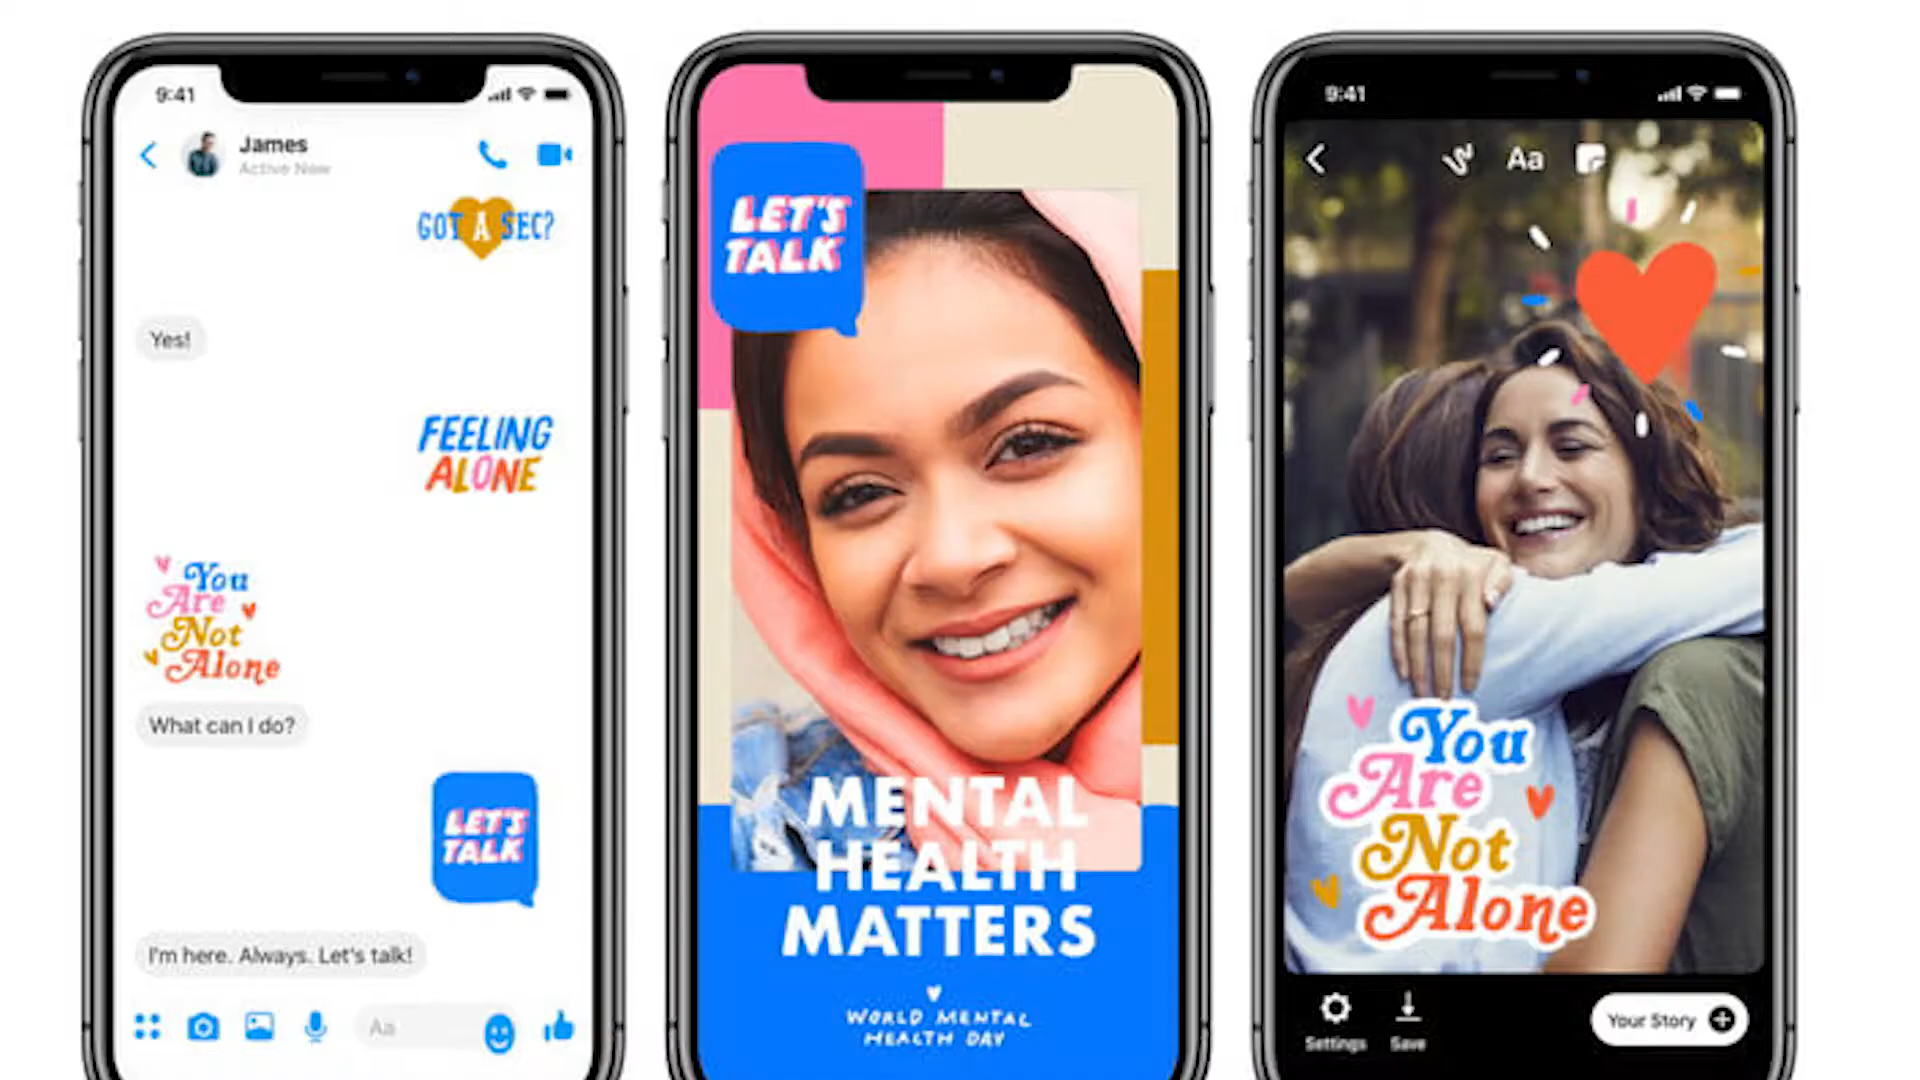 9:41
James
Active Now
GOT A SEC?
Yes!
FEELING
ALONE
You
Are
Not
Alone
What can I do?
LET'S
TALK
I'm here. Always. Let's talk!
Aa
LET'S
TALK
MENTAL
HEALTH
MATTERS
WORLD MENTAL
HEALTH DAY
9:41
Aa
You
Are
Not
Alone
Settings
Save
Your Story